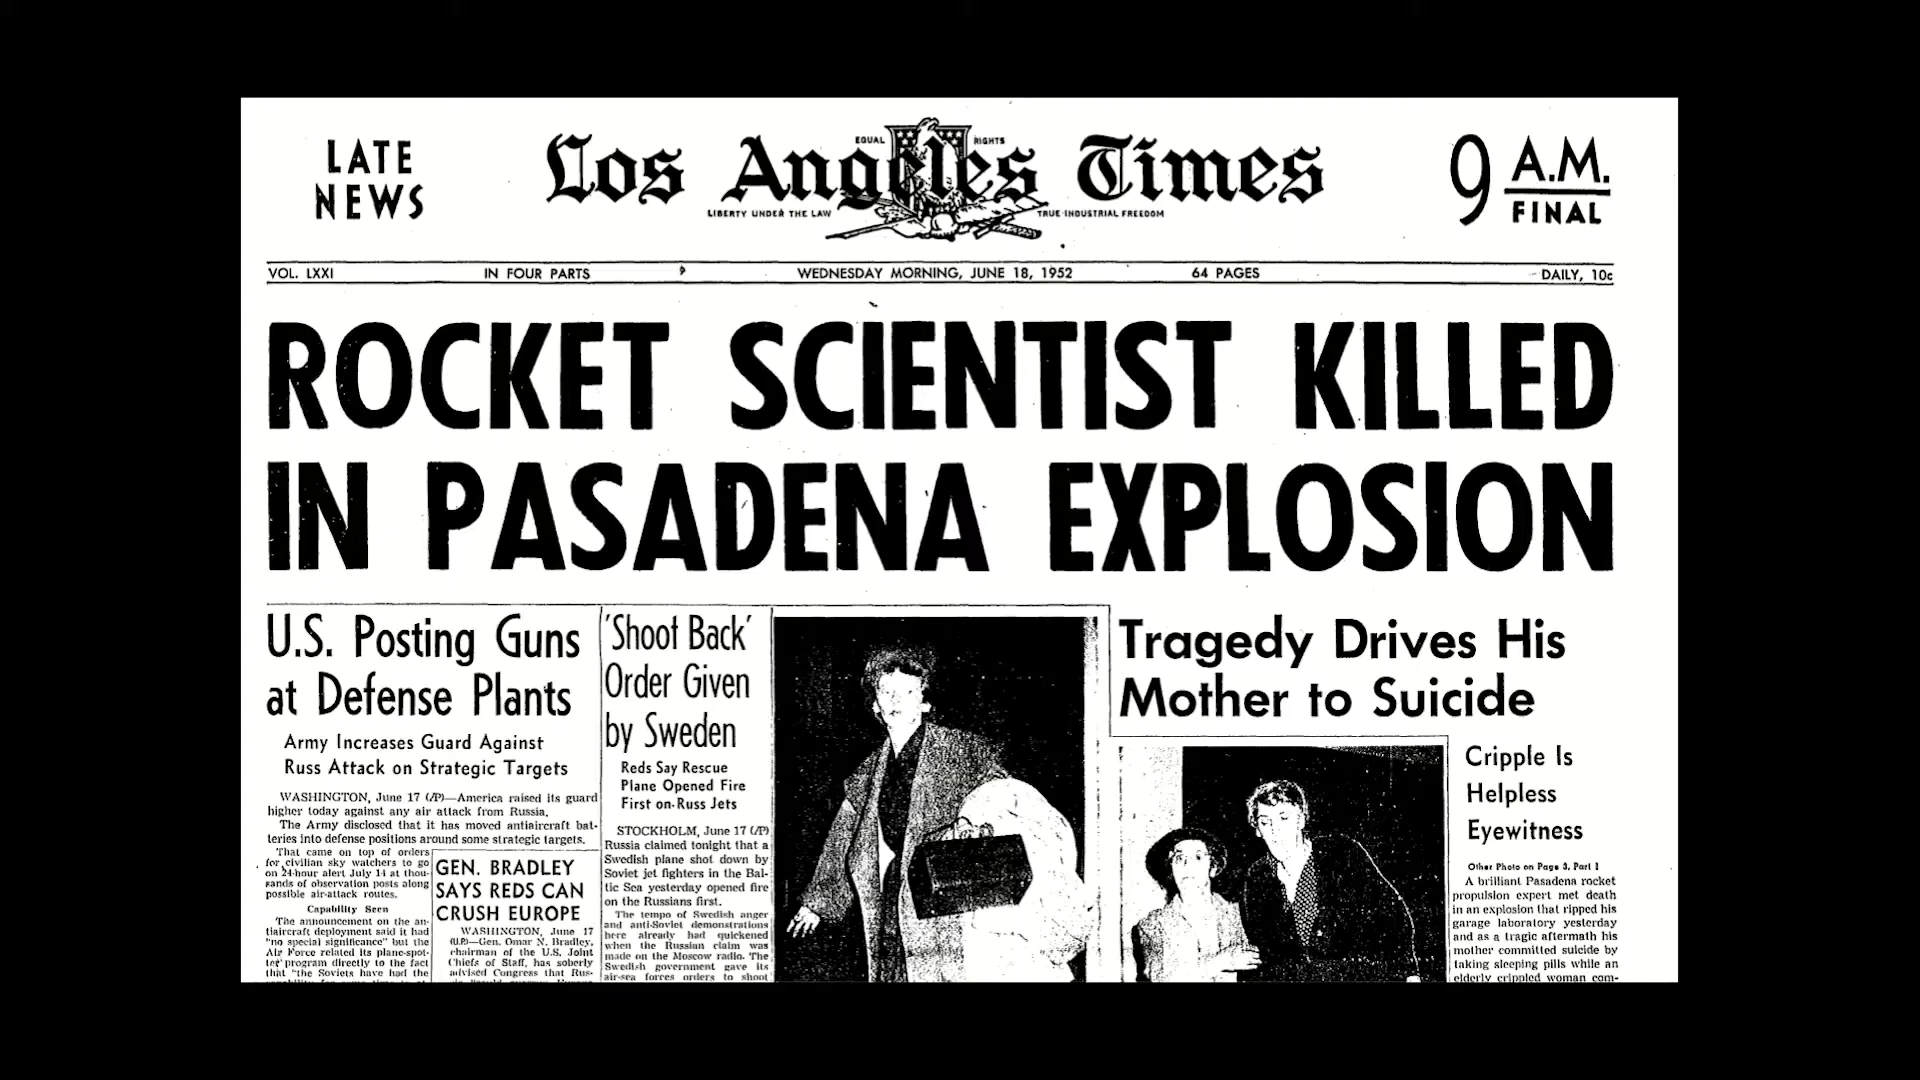 LATE
NEWS
EQUAL RIGHTS
Los Angeles Times
LIBERTY UNDER THE LAW TRUE INDUSTRIAL FREEDOM
9 A.M.
FINAL
VOL. LXXI IN FOUR PARTS WEDNESDAY MORNING, JUNE 18, 1952 64 PAGES DAILY, 10c
ROCKET SCIENTIST KILLED
IN PASADENA EXPLOSION
U.S. Posting Guns
at Defense Plants
Army Increases Guard Against
Russ Attack on Strategic Targets
WASHINGTON, June 17 (AP)—America raised its guard
higher today against any air attack from Russia.
The Army disclosed that it has moved antiaircraft bat-
teries into defense positions around some strategic targets.
That came on top of orders
for civilian sky watchers to go
on 24-hour alert July 14 at thou-
sands of observation posts along
possible air-attack routes.
Capability Seen
The announcement on the an-
tiaircraft deployment said it had
"no special significance" but the
Air Force related its plane-spot-
ter program directly to the fact
that "the Soviets have had the
GEN. BRADLEY
SAYS REDS CAN
CRUSH EUROPE
WASHINGTON, June 17
(U.P.)—Gen. Omar N. Bradley,
chairman of the U.S. Joint
Chiefs of Staff, has soberly
advised Congress that Rus-
'Shoot Back'
Order Given
by Sweden
Reds Say Rescue
Plane Opened Fire
First on Russ Jets
STOCKHOLM, June 17 (AP)
Russia claimed tonight that a
Swedish plane shot down by
Soviet jet fighters in the Bal-
tic Sea yesterday opened fire
on the Russians first.
The tempo of Swedish anger
and anti-Soviet demonstrations
here already had quickened
when the Russian claim was
made on the Moscow radio. The
Swedish government gave its
air-sea forces orders to shoot
Tragedy Drives His
Mother to Suicide
Cripple Is
Helpless
Eyewitness
Other Photo on Page 3, Part 1
A brilliant Pasadena rocket
propulsion expert met death
in an explosion that ripped his
garage laboratory yesterday
and as a tragic aftermath his
mother committed suicide by
taking sleeping pills while an
elderly crippled woman com-